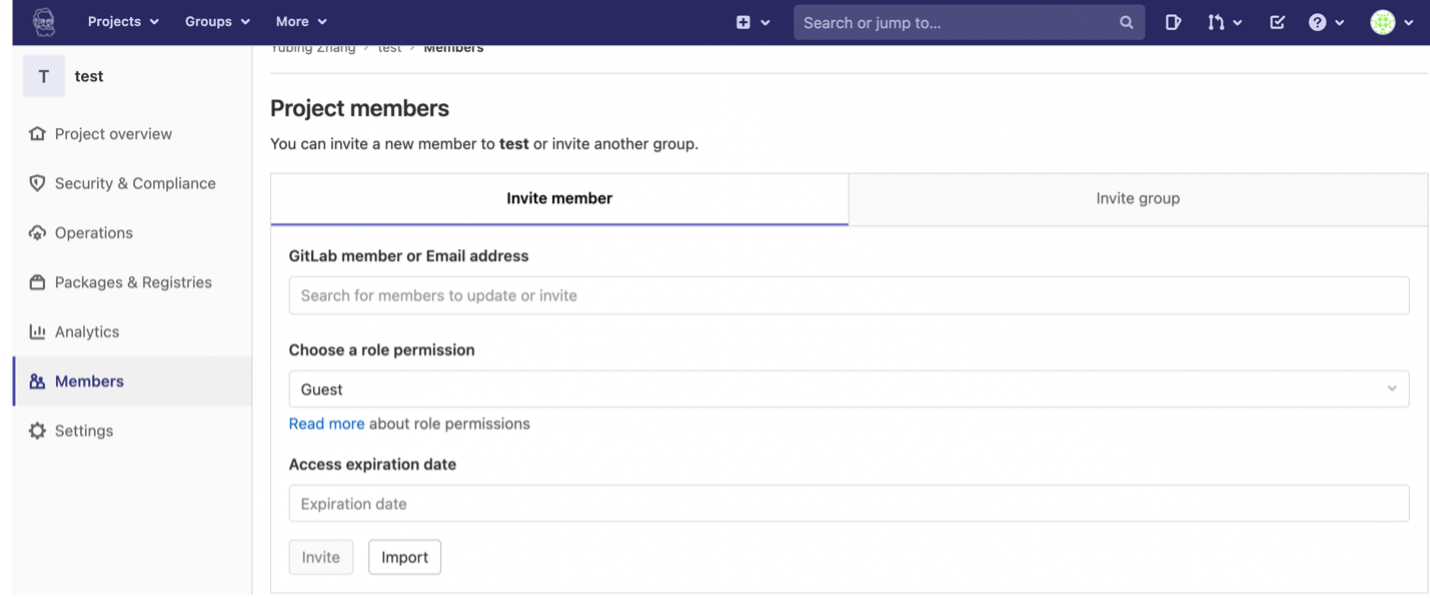 Projects Groups More Search or jump to...
Yubing Zhang > test > Members
T test
Project overview
Security & Compliance
Operations
Packages & Registries
Analytics
Members
Settings
Project members
You can invite a new member to test or invite another group.
Invite member Invite group
GitLab member or Email address
Search for members to update or invite
Choose a role permission
Guest
Read more about role permissions
Access expiration date
Expiration date
Invite Import